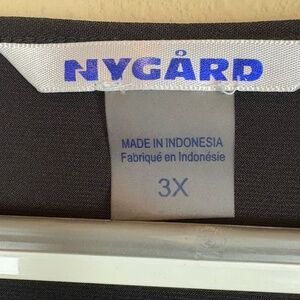 NYGÅRD
MADE IN INDONESIA
Fabriqué en Indonésie
3X